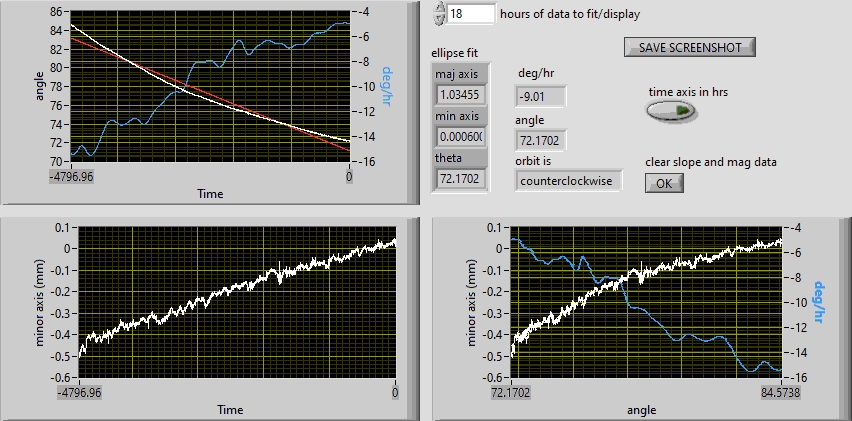 18 hours of data to fit/display
SAVE SCREENSHOT
86
84
82
80
78
76
74
72
70
angle
-4
-6
-8
-10
-12
-14
-16
deg/hr
-4796.96
0
Time
ellipse fit
maj axis
1.03455
min axis
theta
72.1702
deg/hr
-9.01
angle
72.1702
orbit is
counterclockwise
time axis in hrs
clear slope and mag data
OK
0.1
0
-0.1
-0.2
-0.3
-0.4
-0.5
-0.6
minor axis (mm)
-4796.96
0
Time
0.1
0
-0.1
-0.2
-0.3
-0.4
-0.5
-0.6
minor axis (mm)
-4
-6
-8
-10
-12
-14
-16
deg/hr
72.1702
84.5738
angle